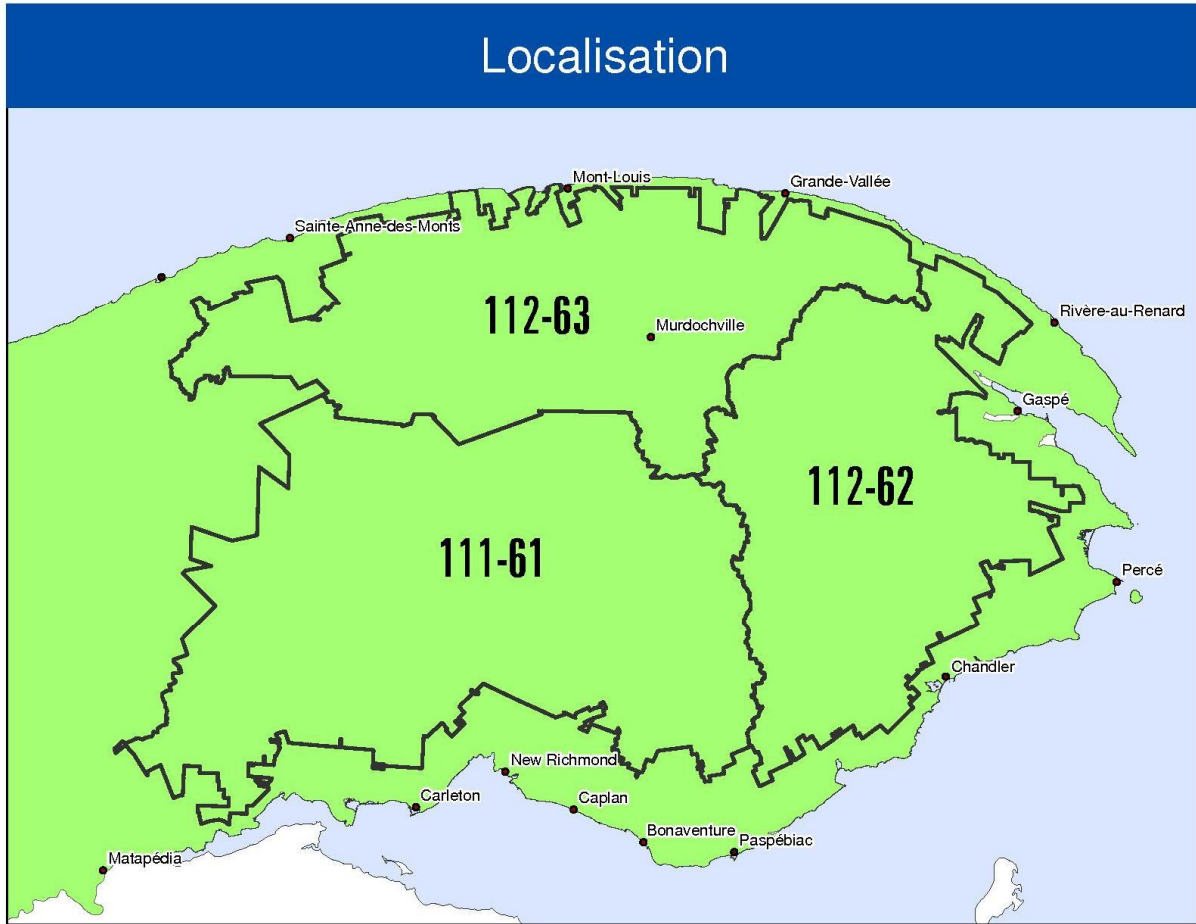 Localisation
Mont-Louis
Grande-Vallée
Sainte-Anne-des-Monts
112-63
Murdochville
Rivère-au-Renard
Gaspé
112-62
111-61
Percé
Chandler
New Richmond
Carleton
Caplan
Bonaventure
Paspébiac
Matapédia